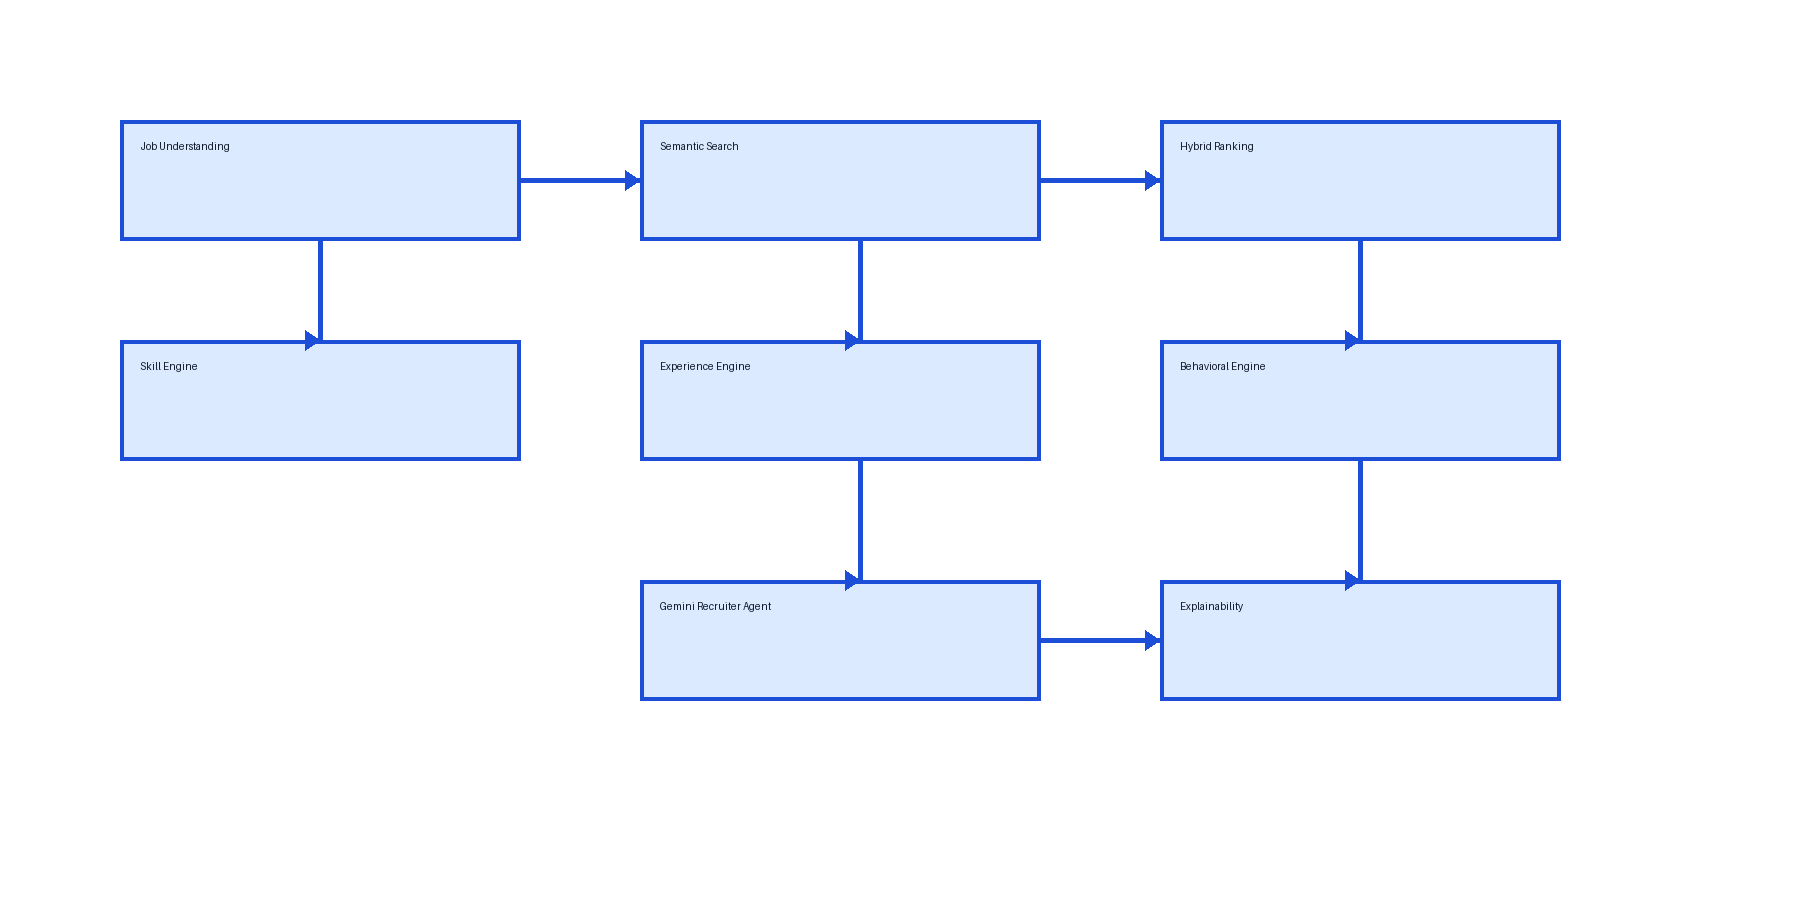 Job Understanding
Semantic Search
Hybrid Ranking
Skill Engine
Experience Engine
Behavioral Engine
Gemini Recruiter Agent
Explainability